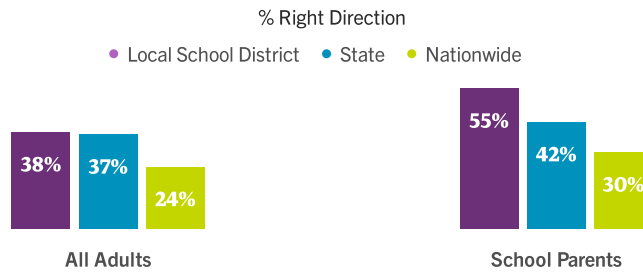 % Right Direction
Local School District State Nationwide
38% 37% 24%
55% 42% 30%
All Adults School Parents